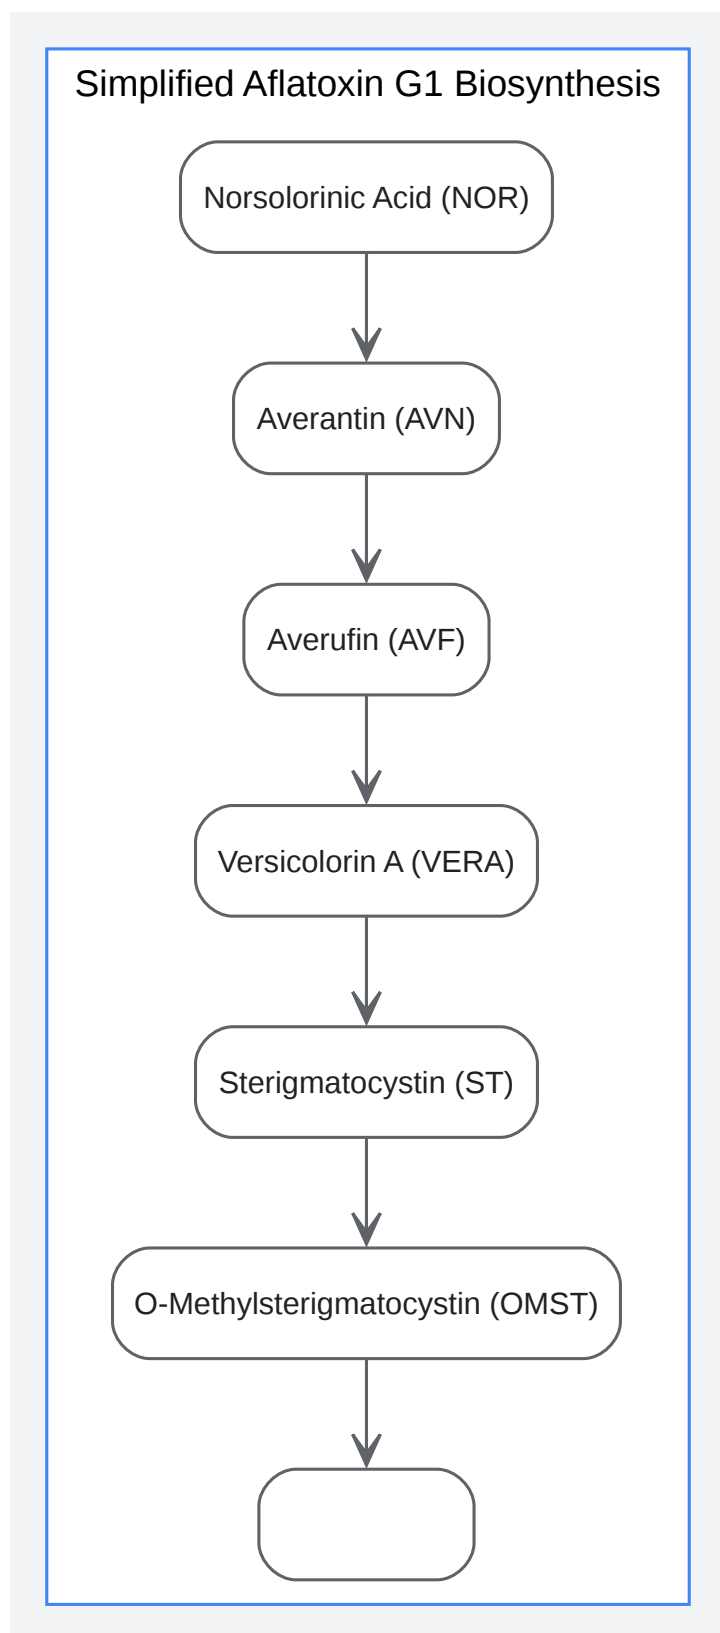 Simplified Aflatoxin G1 Biosynthesis
Norsolorinic Acid (NOR)
Averantin (AVN)
Averufin (AVF)
Versicolorin A (VERA)
Sterigmatocystin (ST)
O-Methylsterigmatocystin (OMST)